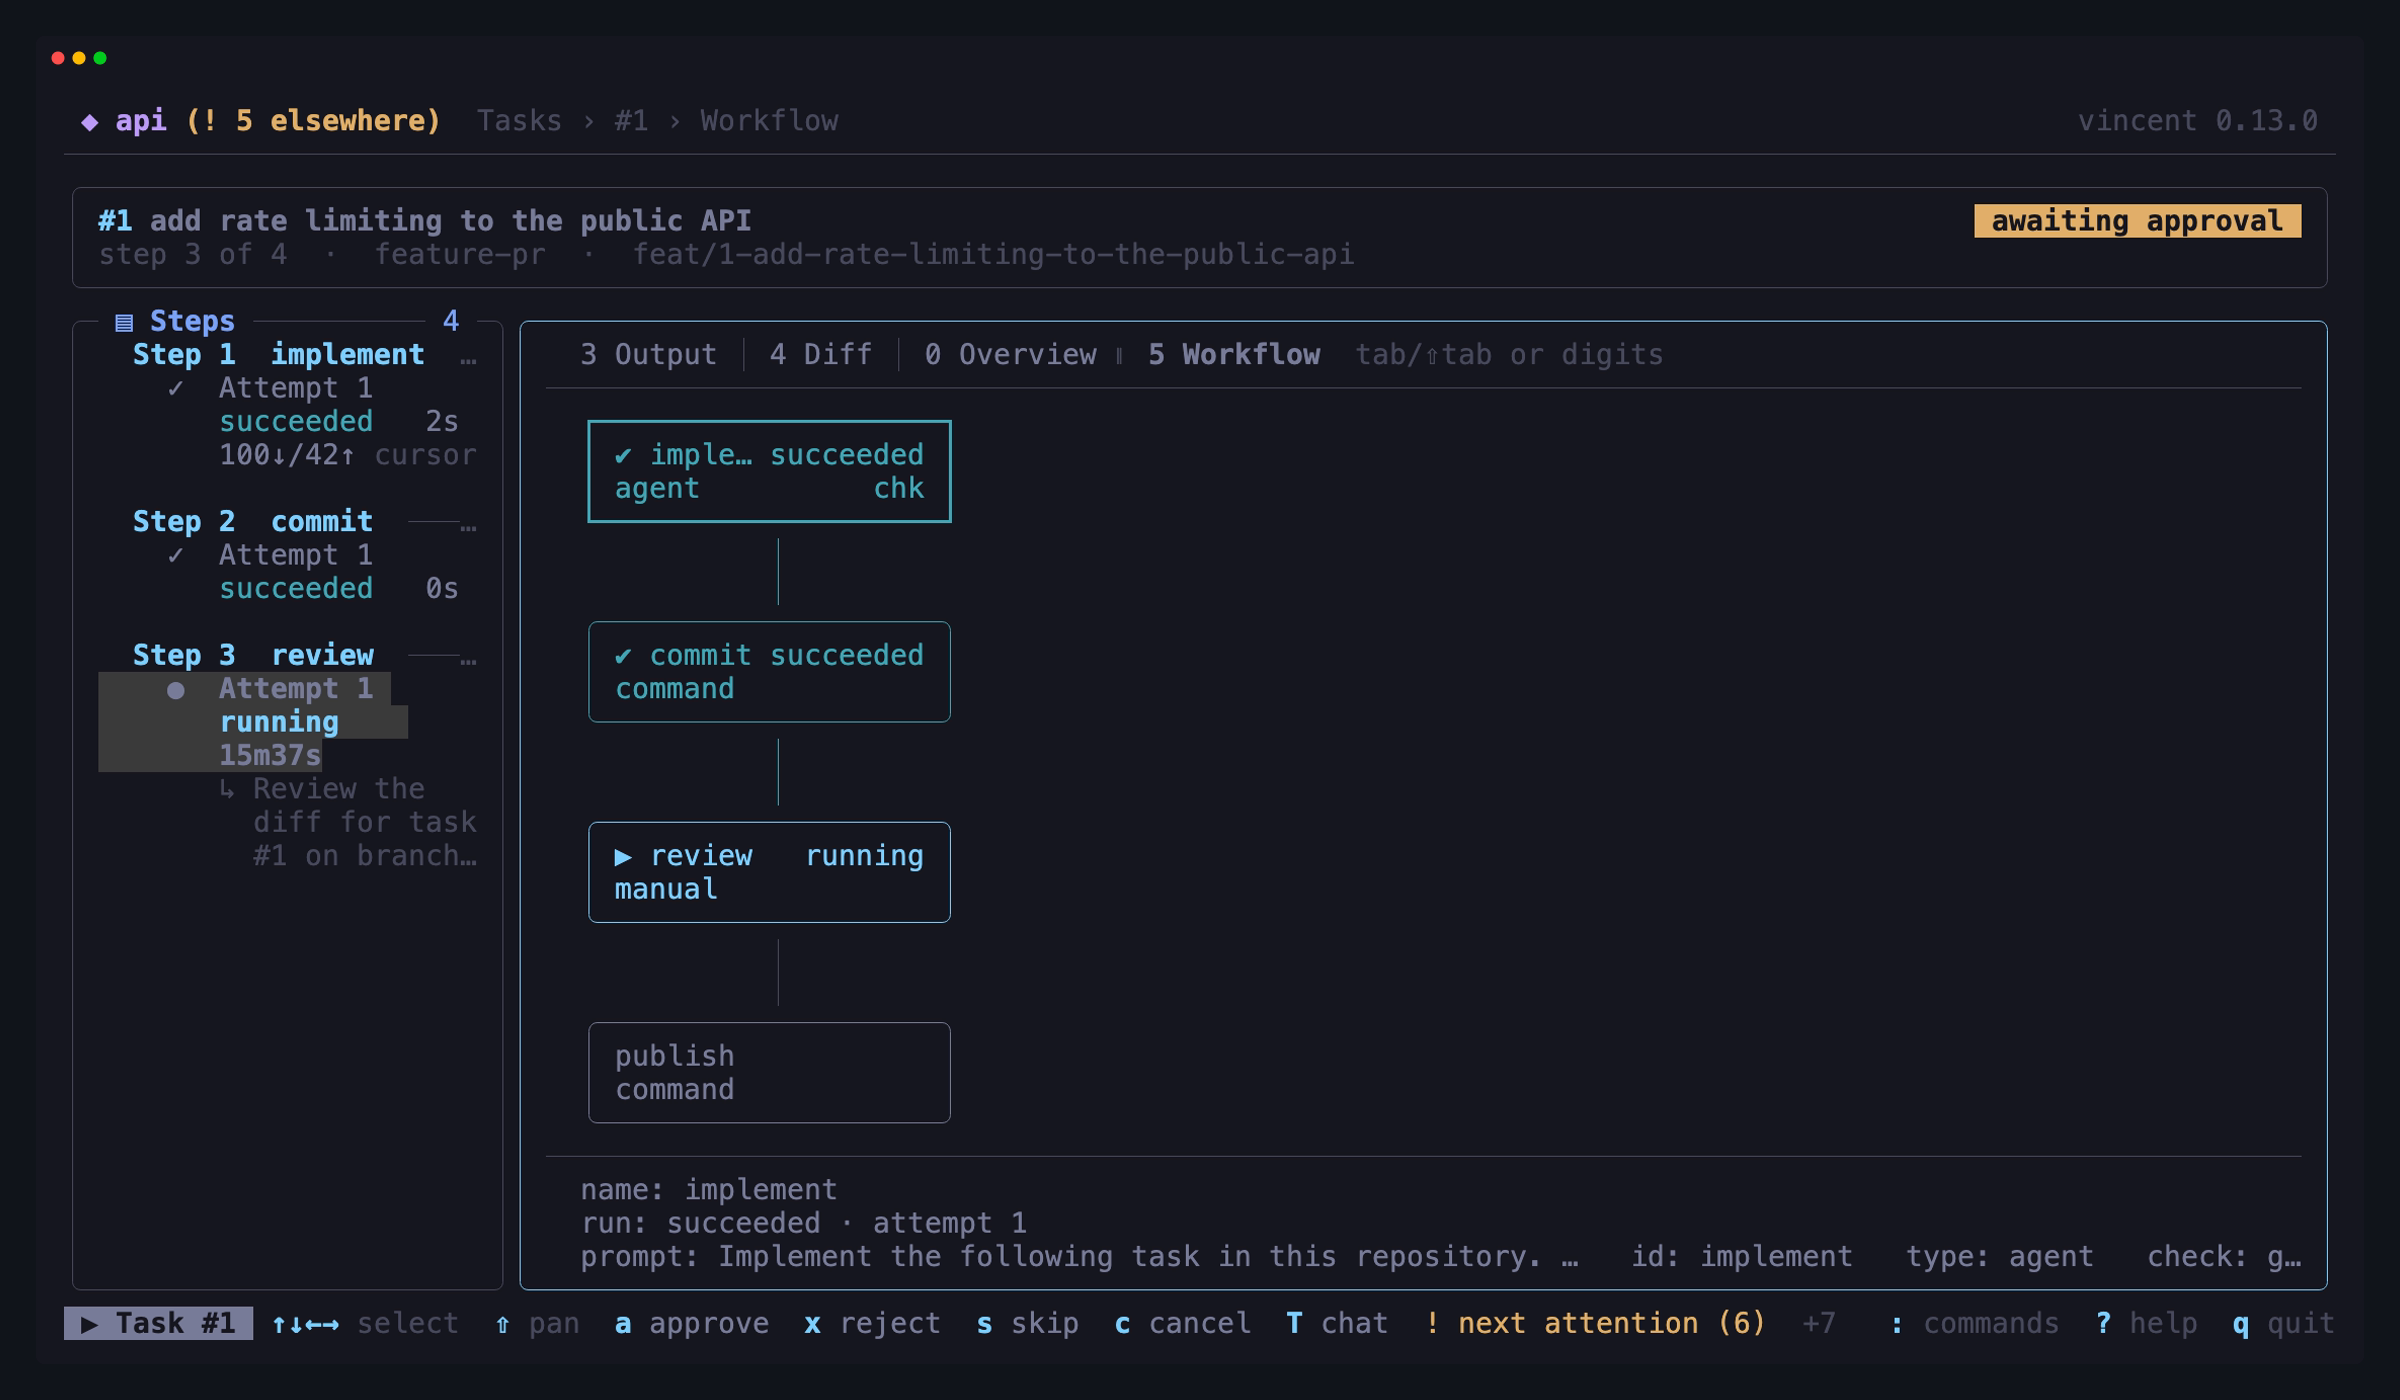 ◆ api (! 5 elsewhere)  Tasks › #1 › Workflow  vincent 0.13.0
#1 add rate limiting to the public API  awaiting approval
step 3 of 4 · feature-pr · feat/1-add-rate-limiting-to-the-public-api
▤ Steps 4
Step 1 implement …
✓ Attempt 1
succeeded 2s
100↓/42↑ cursor
Step 2 commit …
✓ Attempt 1
succeeded 0s
Step 3 review …
● Attempt 1
running
15m37s
↳ Review the
diff for task
#1 on branch…
3 Output │ 4 Diff │ 0 Overview ‖ 5 Workflow tab/⇧tab or digits
✔ imple… succeeded
agent chk
✔ commit succeeded
command
▶ review running
manual
publish
command
name: implement
run: succeeded · attempt 1
prompt: Implement the following task in this repository. … id: implement type: agent check: g…
▶ Task #1 ↑↓←→ select ⇧ pan a approve x reject s skip c cancel T chat ! next attention (6) +7 : commands ? help q quit